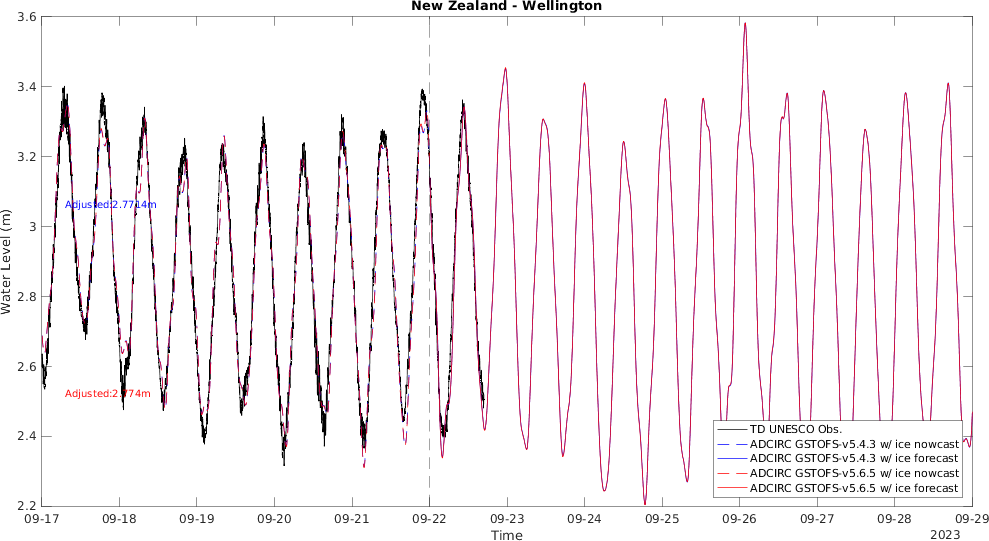 New Zealand - Wellington
3.6
3.4
3.2
3
2.8
2.6
2.4
2.2
Water Level (m)
Adjusted:2.7714m
Adjusted:2.774m
TD UNESCO Obs.
ADCIRC GSTOFS-v5.4.3 w/ ice nowcast
ADCIRC GSTOFS-v5.4.3 w/ ice forecast
ADCIRC GSTOFS-v5.6.5 w/ ice nowcast
ADCIRC GSTOFS-v5.6.5 w/ ice forecast
09-17 09-18 09-19 09-20 09-21 09-22 09-23 09-24 09-25 09-26 09-27 09-28 09-29
Time
2023